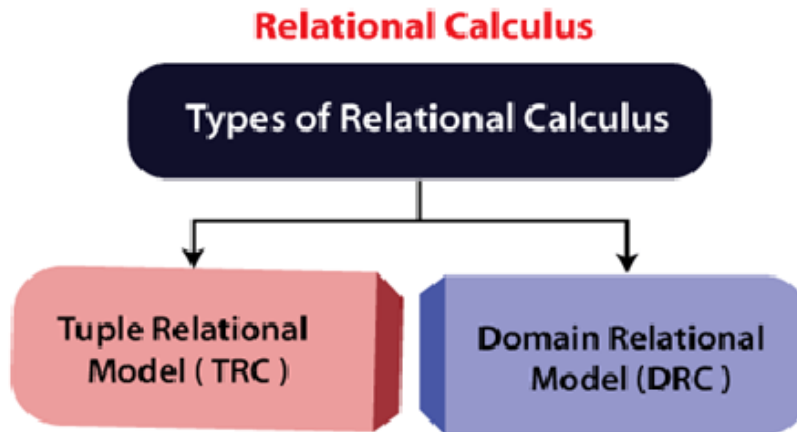 Relational Calculus
Types of Relational Calculus
Tuple Relational
Model ( TRC )
Domain Relational
Model (DRC )